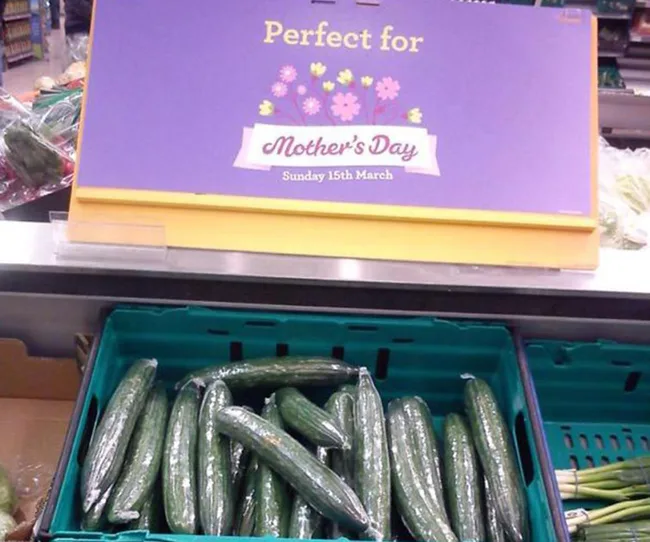 Perfect for
Mother's Day
Sunday 15th March